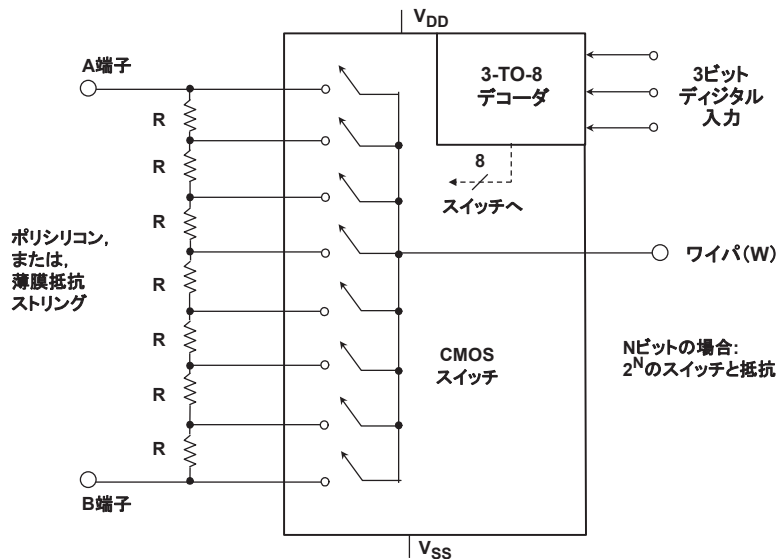 V_DD
A端子
3-TO-8
デコーダ
3ビット
ディジタル
入力
R
R
R
R
R
R
R
8
スイッチへ
ポリシリコン,
または,
薄膜抵抗
ストリング
ワイパ(W)
CMOS
スイッチ
Nビットの場合:
2^Nのスイッチと抵抗
B端子
V_SS